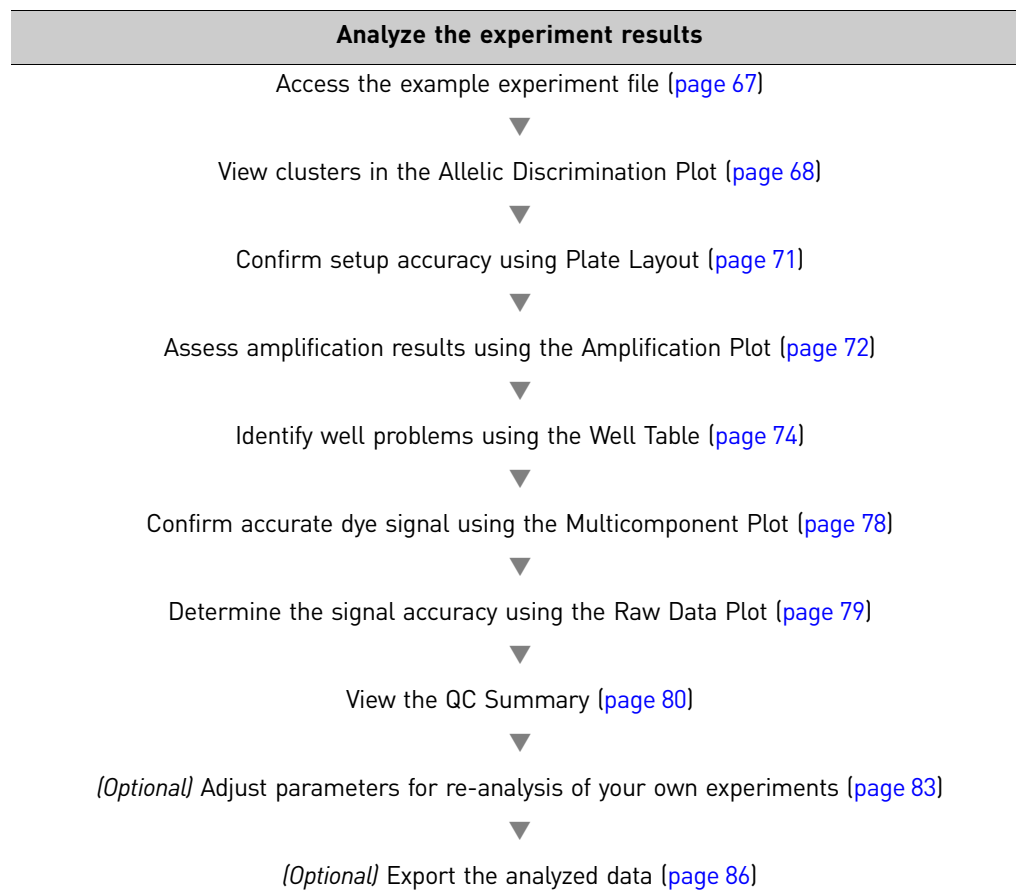 Analyze the experiment results
Access the example experiment file (page 67)
View clusters in the Allelic Discrimination Plot (page 68)
Confirm setup accuracy using Plate Layout (page 71)
Assess amplification results using the Amplification Plot (page 72)
Identify well problems using the Well Table (page 74)
Confirm accurate dye signal using the Multicomponent Plot (page 78)
Determine the signal accuracy using the Raw Data Plot (page 79)
View the QC Summary (page 80)
(Optional) Adjust parameters for re-analysis of your own experiments (page 83)
(Optional) Export the analyzed data (page 86)